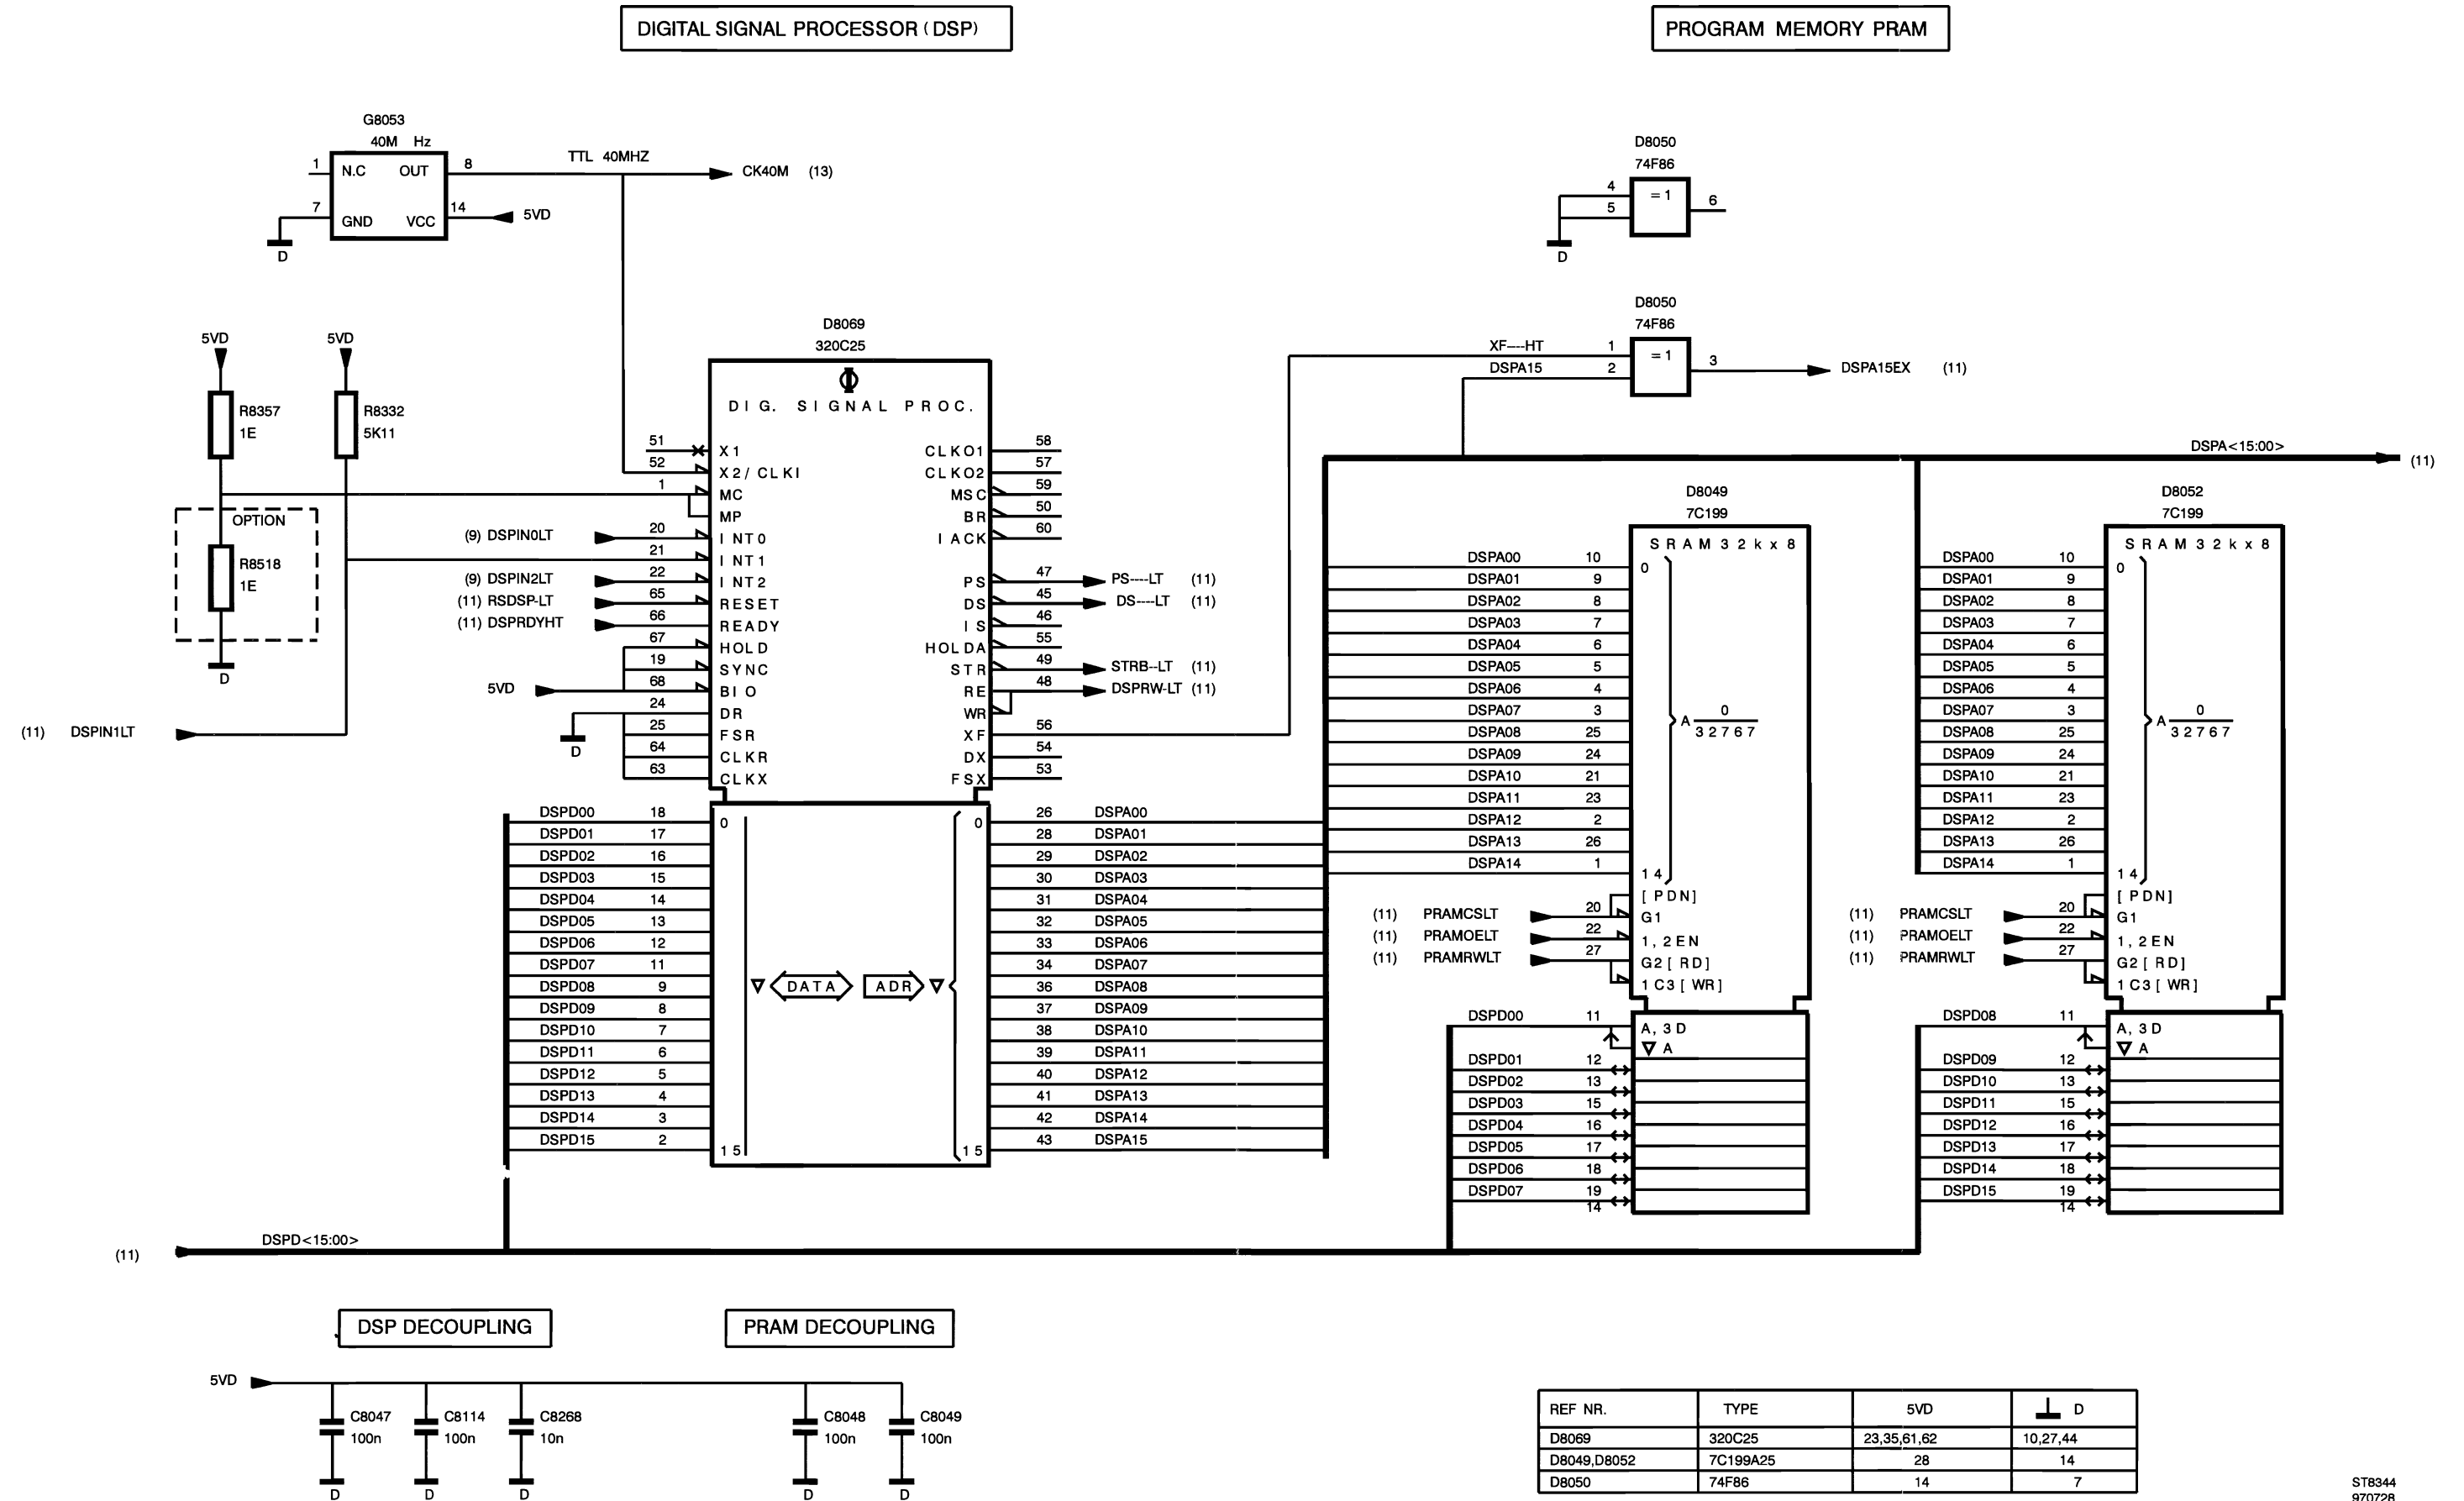 DIGITAL SIGNAL PROCESSOR ( DSP)
PROGRAM MEMORY PRAM
G8053
40M Hz
1 N.C OUT 8
7 GND VCC 14
TTL 40MHZ
CK40M (13)
5VD
D
D8050
74F86
4
5
=1
6
D
D8050
74F86
XF----HT 1
DSPA15 2
=1
3
DSPA15EX (11)
5VD
5VD
R8357
1E
R8332
5K11
OPTION
R8518
1E
D
(11) DSPIN1LT
D8069
320C25
DIG. SIGNAL PROC.
51 X1
52 X2/CLKI
1 MC
MP
(9) DSPIN0LT 20 INT0
21 INT1
(9) DSPIN2LT 22 INT2
(11) RSDSP-LT 65 RESET
(11) DSPRDYHT 66 READY
67 HOLD
19 SYNC
5VD 68 BIO
24 DR
D
25 FSR
64 CLKR
63 CLKX
CLKO1 58
CLKO2 57
MSC 59
BR 50
IACK 60
PS 47 PS----LT (11)
DS 45 DS----LT (11)
IS 46
HOLDA 55
STR 49 STRB--LT (11)
RE 48 DSPRW-LT (11)
WR
XF 56
DX 54
FSX 53
DSPD00 18
DSPD01 17
DSPD02 16
DSPD03 15
DSPD04 14
DSPD05 13
DSPD06 12
DSPD07 11
DSPD08 9
DSPD09 8
DSPD10 7
DSPD11 6
DSPD12 5
DSPD13 4
DSPD14 3
DSPD15 2
0
15
DATA
ADR
0
15
26 DSPA00
28 DSPA01
29 DSPA02
30 DSPA03
31 DSPA04
32 DSPA05
33 DSPA06
34 DSPA07
36 DSPA08
37 DSPA09
38 DSPA10
39 DSPA11
40 DSPA12
41 DSPA13
42 DSPA14
43 DSPA15
DSPA<15:00>
(11)
D8049
7C199
SRAM 32kx8
DSPA00 10
DSPA01 9
DSPA02 8
DSPA03 7
DSPA04 6
DSPA05 5
DSPA06 4
DSPA07 3
DSPA08 25
DSPA09 24
DSPA10 21
DSPA11 23
DSPA12 2
DSPA13 26
DSPA14 1
0
A 0
32767
14
[PDN]
(11) PRAMCSLT 20 G1
(11) PRAMOELT 22 1,2EN
(11) PRAMRWLT 27 G2[RD]
1C3[WR]
DSPD00 11 A,3D
A
DSPD01 12
DSPD02 13
DSPD03 15
DSPD04 16
DSPD05 17
DSPD06 18
DSPD07 19
14
D8052
7C199
SRAM 32kx8
DSPA00 10
DSPA01 9
DSPA02 8
DSPA03 7
DSPA04 6
DSPA05 5
DSPA06 4
DSPA07 3
DSPA08 25
DSPA09 24
DSPA10 21
DSPA11 23
DSPA12 2
DSPA13 26
DSPA14 1
0
A 0
32767
14
[PDN]
(11) PRAMCSLT 20 G1
(11) PRAMOELT 22 1,2EN
(11) PRAMRWLT 27 G2[RD]
1C3[WR]
DSPD08 11 A,3D
A
DSPD09 12
DSPD10 13
DSPD11 15
DSPD12 16
DSPD13 17
DSPD14 18
DSPD15 19
14
(11) DSPD<15:00>
DSP DECOUPLING
PRAM DECOUPLING
5VD
C8047
100n
D
C8114
100n
D
C8268
10n
D
C8048
100n
D
C8049
100n
D
REF NR. TYPE 5VD D
D8069 320C25 23,35,61,62 10,27,44
D8049,D8052 7C199A25 28 14
D8050 74F86 14 7
ST8344
970728